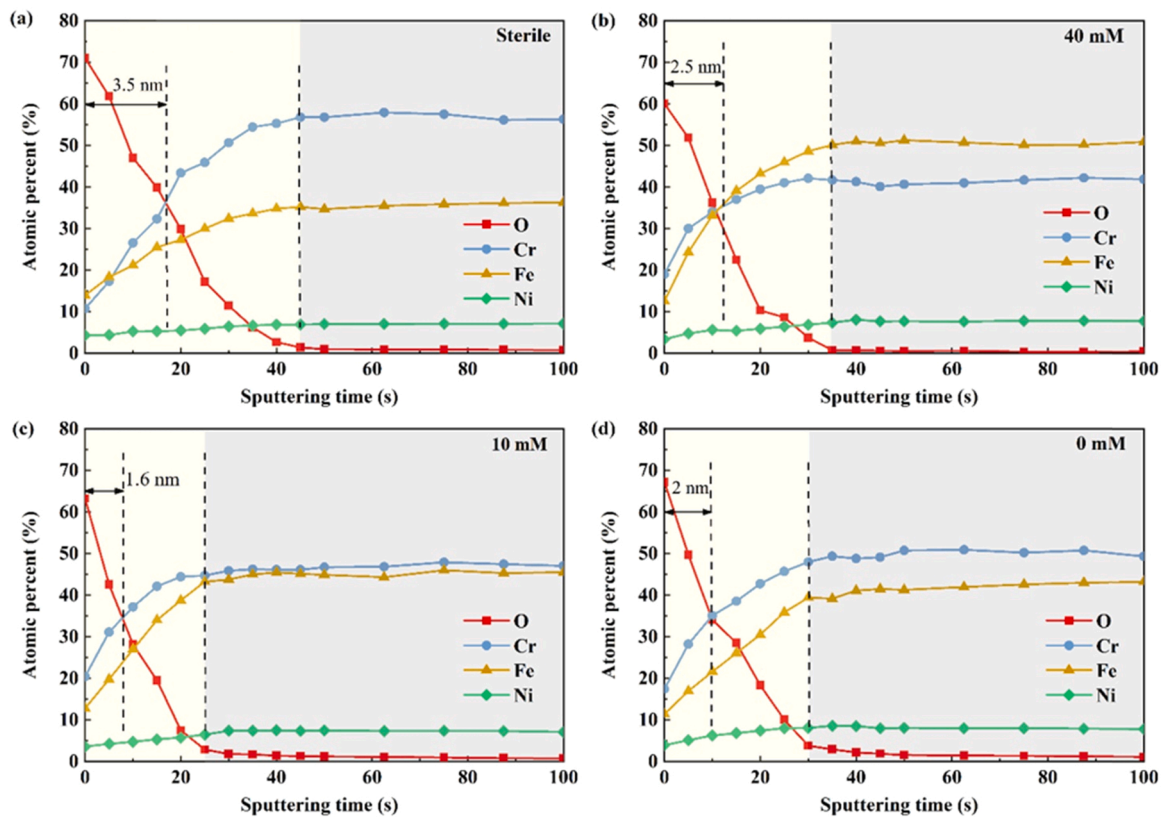 (a)
Sterile
3.5 nm
80
70
60
50
40
30
20
10
0
Atomic percent (%)
O
Cr
Fe
Ni
0 20 40 60 80 100
Sputtering time (s)
(b)
40 mM
2.5 nm
80
70
60
50
40
30
20
10
0
Atomic percent (%)
O
Cr
Fe
Ni
0 20 40 60 80 100
Sputtering time (s)
(c)
10 mM
1.6 nm
80
70
60
50
40
30
20
10
0
Atomic percent (%)
O
Cr
Fe
Ni
0 20 40 60 80 100
Sputtering time (s)
(d)
0 mM
2 nm
80
70
60
50
40
30
20
10
0
Atomic percent (%)
O
Cr
Fe
Ni
0 20 40 60 80 100
Sputtering time (s)